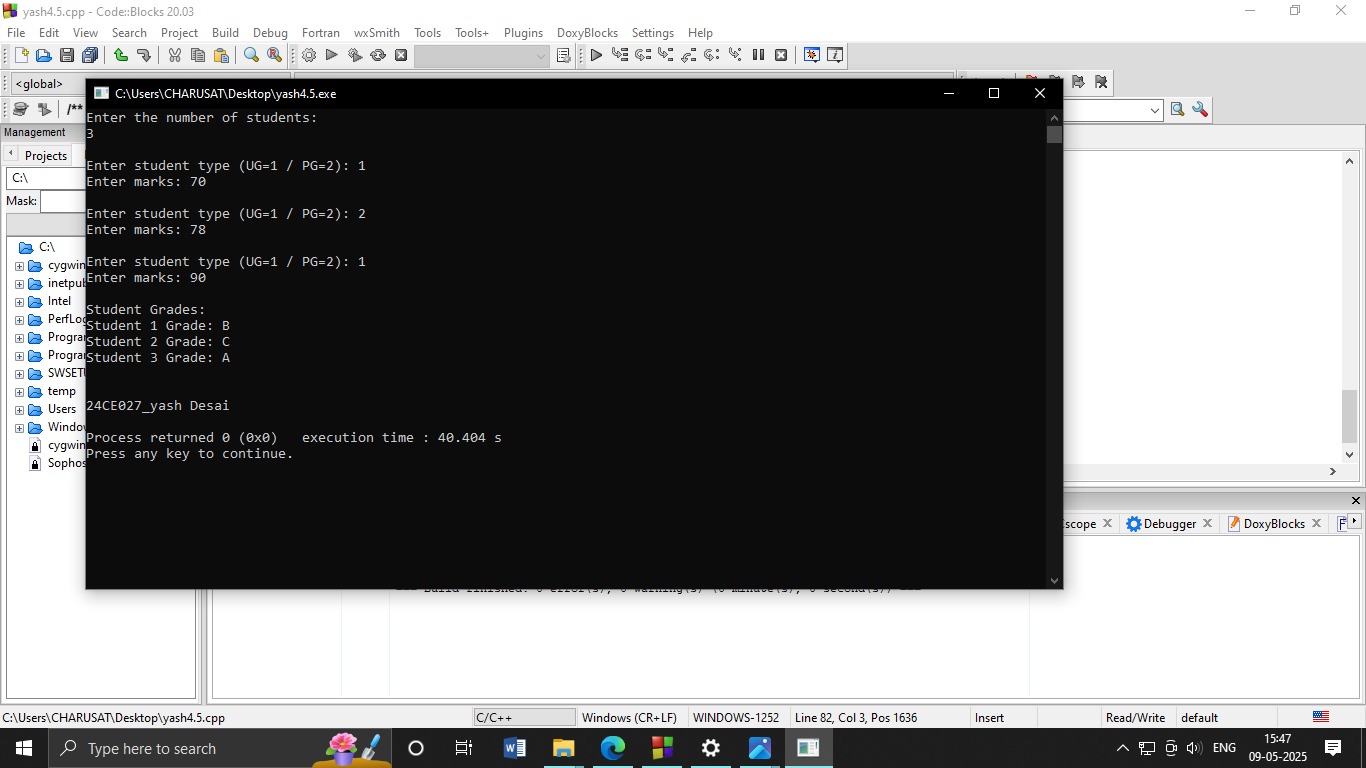 yash4.5.cpp - Code::Blocks 20.03
File Edit View Search Project Build Debug Fortran wxSmith Tools Tools+ Plugins DoxyBlocks Settings Help
<global>
C:\Users\CHARUSAT\Desktop\yash4.5.exe
/**
Management
Projects
C:\
Mask:
C:\
cygwin
inetpub
Intel
PerfLog
Progra
Progra
SWSETU
temp
Users
Window
cygwin
Sophos
Enter the number of students:
3
Enter student type (UG=1 / PG=2): 1
Enter marks: 70
Enter student type (UG=1 / PG=2): 2
Enter marks: 78
Enter student type (UG=1 / PG=2): 1
Enter marks: 90
Student Grades:
Student 1 Grade: B
Student 2 Grade: C
Student 3 Grade: A
24CE027_yash Desai
Process returned 0 (0x0)   execution time : 40.404 s
Press any key to continue.
Cscope Debugger DoxyBlocks F
=== Build finished: 0 error(s), 0 warning(s) (0 minute(s), 0 second(s)) ===
C:\Users\CHARUSAT\Desktop\yash4.5.cpp C/C++ Windows (CR+LF) WINDOWS-1252 Line 82, Col 3, Pos 1636 Insert Read/Write default
Type here to search
ENG
15:47
09-05-2025